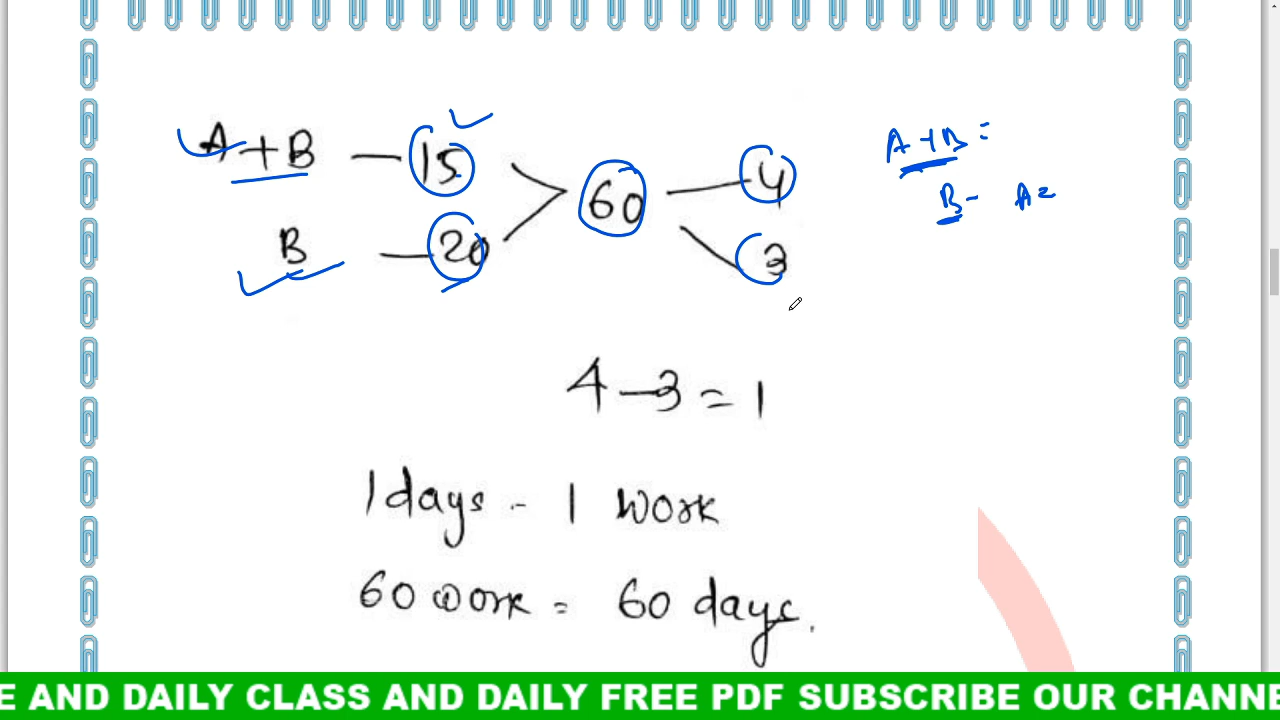 A+B — 15 60 4 A+B=
B — 20 3 B- A=
4-3=1
1 days - 1 work
60 work = 60 days.
E AND DAILY CLASS AND DAILY FREE PDF SUBSCRIBE OUR CHANNE